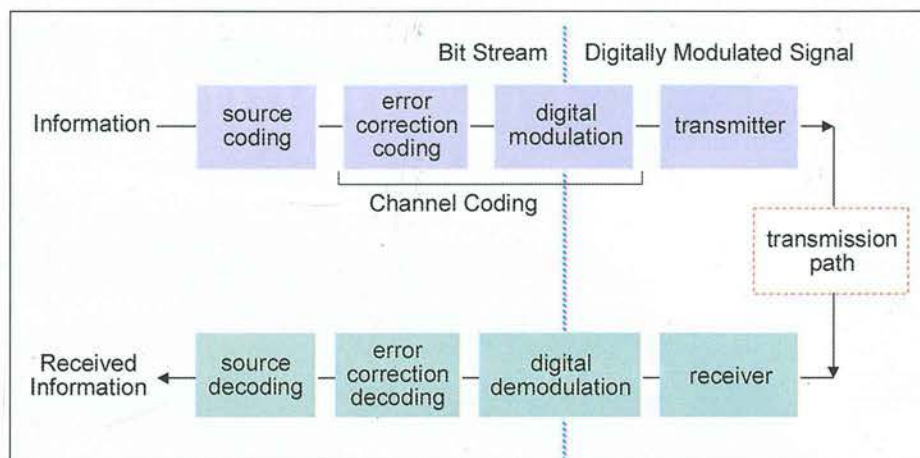 Bit Stream
Digitally Modulated Signal
Information
source
coding
error
correction
coding
digital
modulation
transmitter
Channel Coding
transmission
path
Received
Information
source
decoding
error
correction
decoding
digital
demodulation
receiver